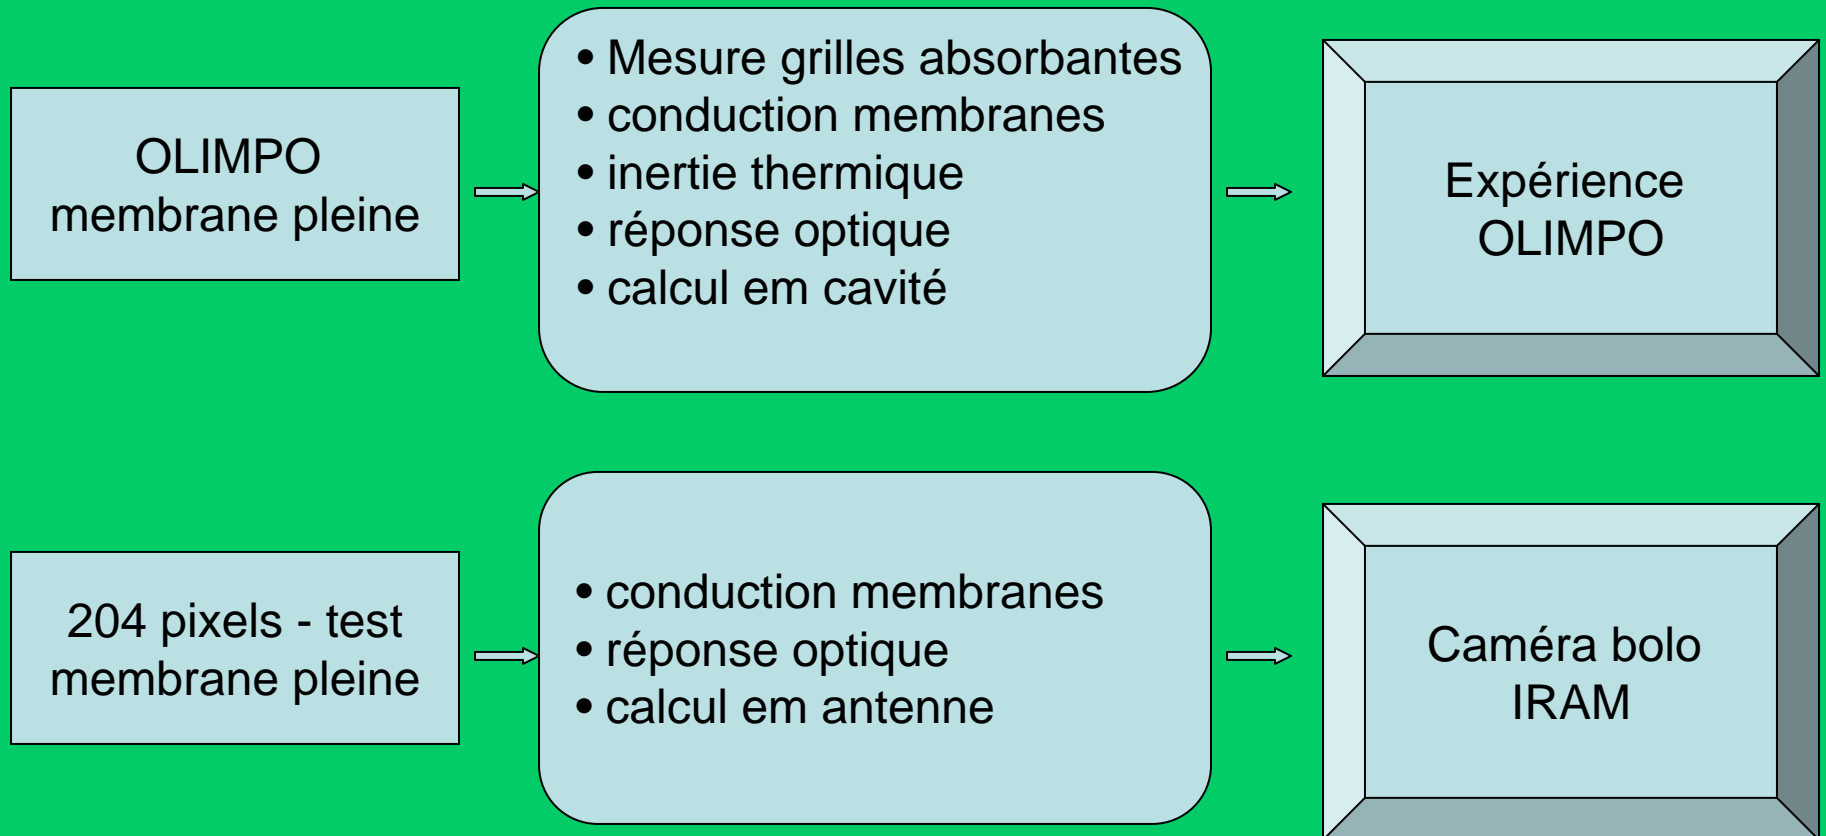 OLIMPO
membrane pleine
• Mesure grilles absorbantes
• conduction membranes
• inertie thermique
• réponse optique
• calcul em cavité
Expérience
OLIMPO
204 pixels - test
membrane pleine
• conduction membranes
• réponse optique
• calcul em antenne
Caméra bolo
IRAM